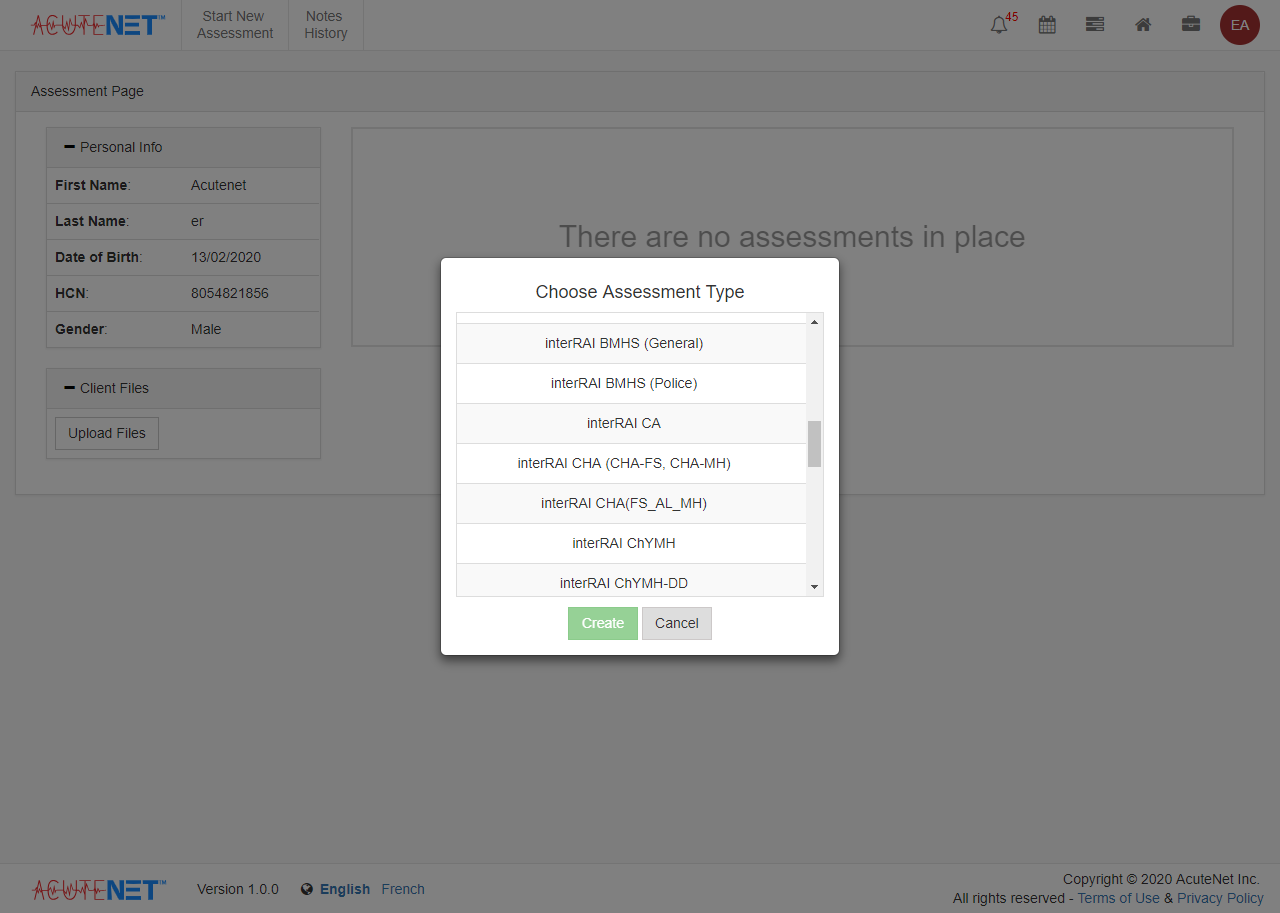 ACUTENET™
Start New
Assessment
Notes
History
45
EA
Assessment Page
Personal Info
First Name: Acutenet
Last Name: er
Date of Birth: 13/02/2020
HCN: 8054821856
Gender: Male
Client Files
Upload Files
There are no assessments in place
Choose Assessment Type
interRAI BMHS (General)
interRAI BMHS (Police)
interRAI CA
interRAI CHA (CHA-FS, CHA-MH)
interRAI CHA(FS_AL_MH)
interRAI ChYMH
interRAI ChYMH-DD
Create Cancel
ACUTENET™
Version 1.0.0
English French
Copyright © 2020 AcuteNet Inc.
All rights reserved - Terms of Use & Privacy Policy